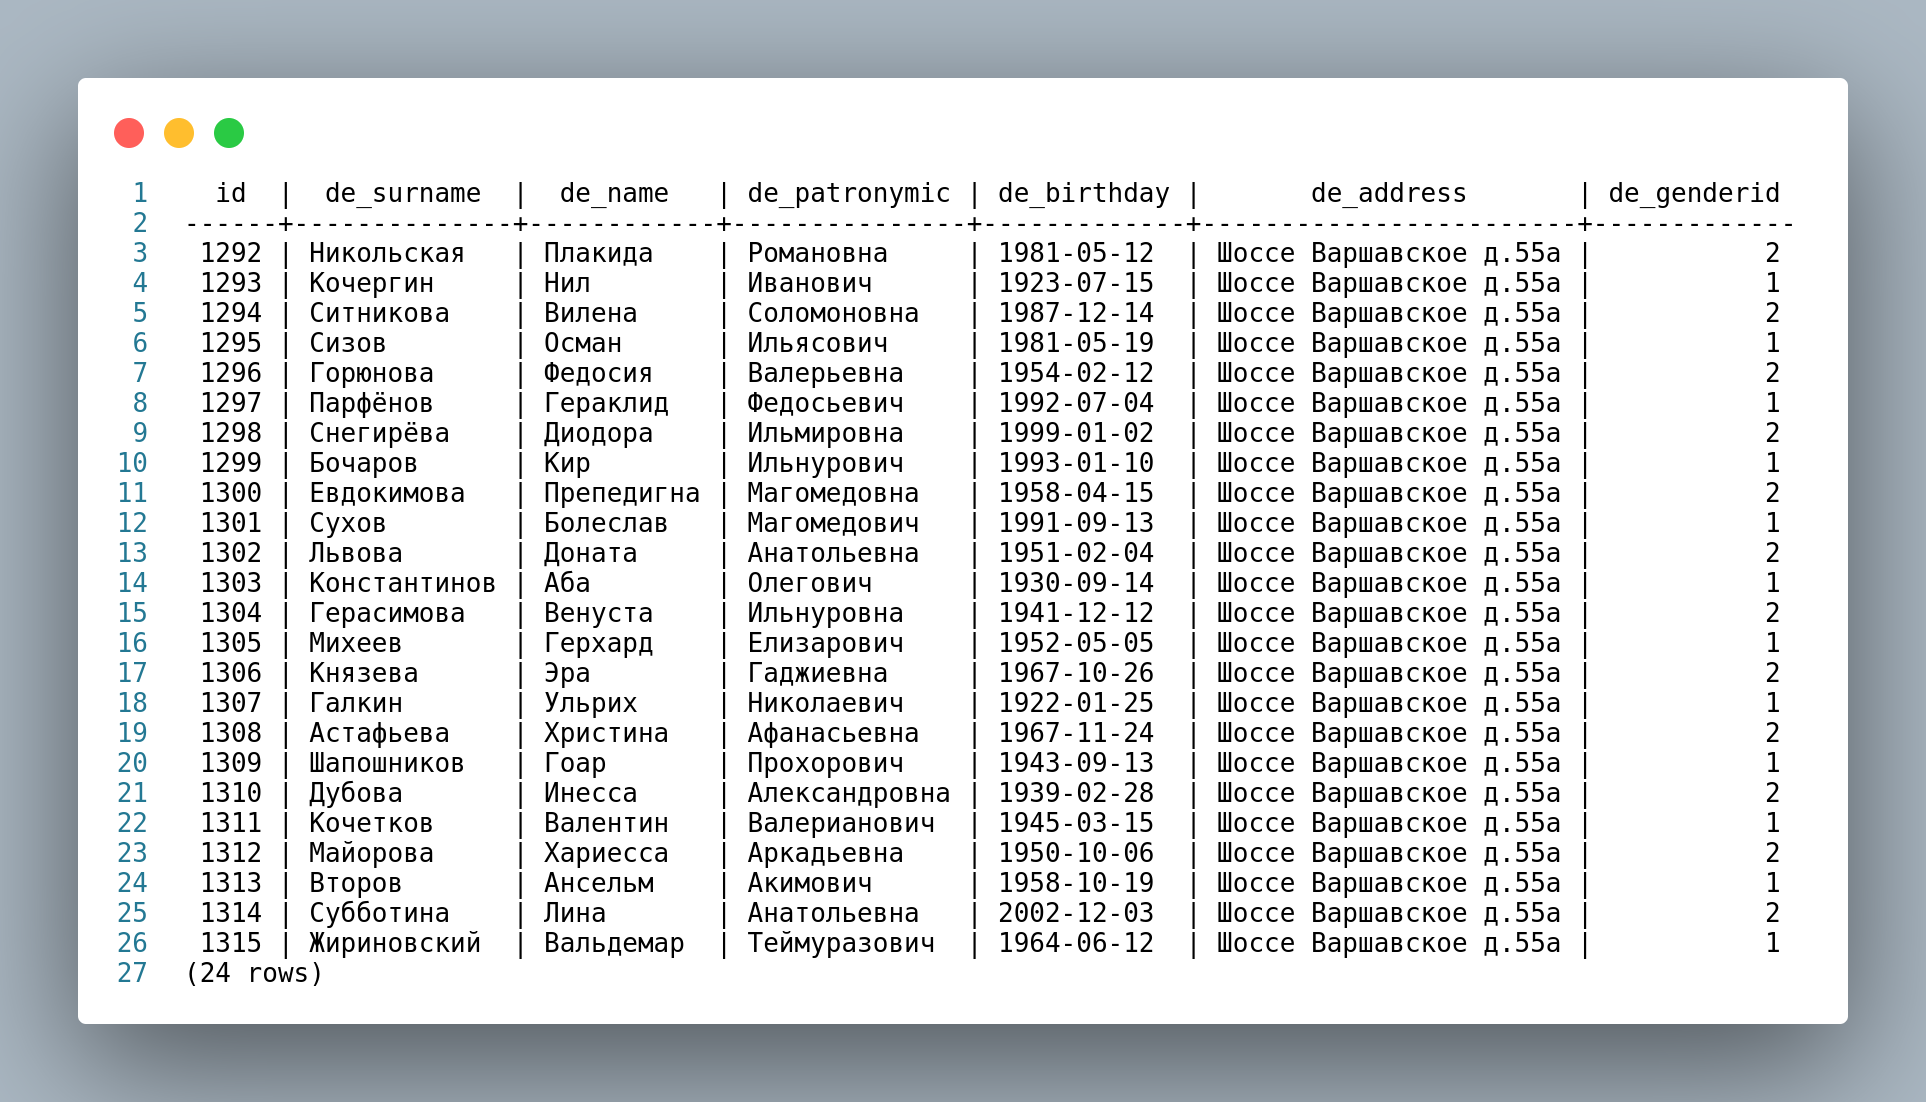 1    id  |  de_surname  |  de_name   | de_patronymic | de_birthday |       de_address       | de_genderid
2  ------+--------------+------------+---------------+-------------+------------------------+-------------
3   1292 | Никольская   | Плакида    | Романовна     | 1981-05-12  | Шоссе Варшавское д.55а |          2
4   1293 | Кочергин     | Нил        | Иванович      | 1923-07-15  | Шоссе Варшавское д.55а |          1
5   1294 | Ситникова    | Вилена     | Соломоновна   | 1987-12-14  | Шоссе Варшавское д.55а |          2
6   1295 | Сизов        | Осман      | Ильясович     | 1981-05-19  | Шоссе Варшавское д.55а |          1
7   1296 | Горюнова     | Федосия    | Валерьевна    | 1954-02-12  | Шоссе Варшавское д.55а |          2
8   1297 | Парфёнов     | Гераклид   | Федосьевич    | 1992-07-04  | Шоссе Варшавское д.55а |          1
9   1298 | Снегирёва    | Диодора    | Ильмировна    | 1999-01-02  | Шоссе Варшавское д.55а |          2
10  1299 | Бочаров      | Кир        | Ильнурович    | 1993-01-10  | Шоссе Варшавское д.55а |          1
11  1300 | Евдокимова   | Препедигна | Магомедовна   | 1958-04-15  | Шоссе Варшавское д.55а |          2
12  1301 | Сухов        | Болеслав   | Магомедович   | 1991-09-13  | Шоссе Варшавское д.55а |          1
13  1302 | Львова       | Доната     | Анатольевна   | 1951-02-04  | Шоссе Варшавское д.55а |          2
14  1303 | Константинов | Аба        | Олегович      | 1930-09-14  | Шоссе Варшавское д.55а |          1
15  1304 | Герасимова   | Венуста    | Ильнуровна    | 1941-12-12  | Шоссе Варшавское д.55а |          2
16  1305 | Михеев       | Герхард    | Елизарович    | 1952-05-05  | Шоссе Варшавское д.55а |          1
17  1306 | Князева      | Эра        | Гаджиевна     | 1967-10-26  | Шоссе Варшавское д.55а |          2
18  1307 | Галкин       | Ульрих     | Николаевич    | 1922-01-25  | Шоссе Варшавское д.55а |          1
19  1308 | Астафьева    | Христина   | Афанасьевна   | 1967-11-24  | Шоссе Варшавское д.55а |          2
20  1309 | Шапошников   | Гоар       | Прохорович    | 1943-09-13  | Шоссе Варшавское д.55а |          1
21  1310 | Дубова       | Инесса     | Александровна | 1939-02-28  | Шоссе Варшавское д.55а |          2
22  1311 | Кочетков     | Валентин   | Валерианович  | 1945-03-15  | Шоссе Варшавское д.55а |          1
23  1312 | Майорова     | Хариесса   | Аркадьевна    | 1950-10-06  | Шоссе Варшавское д.55а |          2
24  1313 | Второв       | Ансельм    | Акимович      | 1958-10-19  | Шоссе Варшавское д.55а |          1
25  1314 | Субботина    | Лина       | Анатольевна   | 2002-12-03  | Шоссе Варшавское д.55а |          2
26  1315 | Жириновский  | Вальдемар  | Теймуразович  | 1964-06-12  | Шоссе Варшавское д.55а |          1
27 (24 rows)